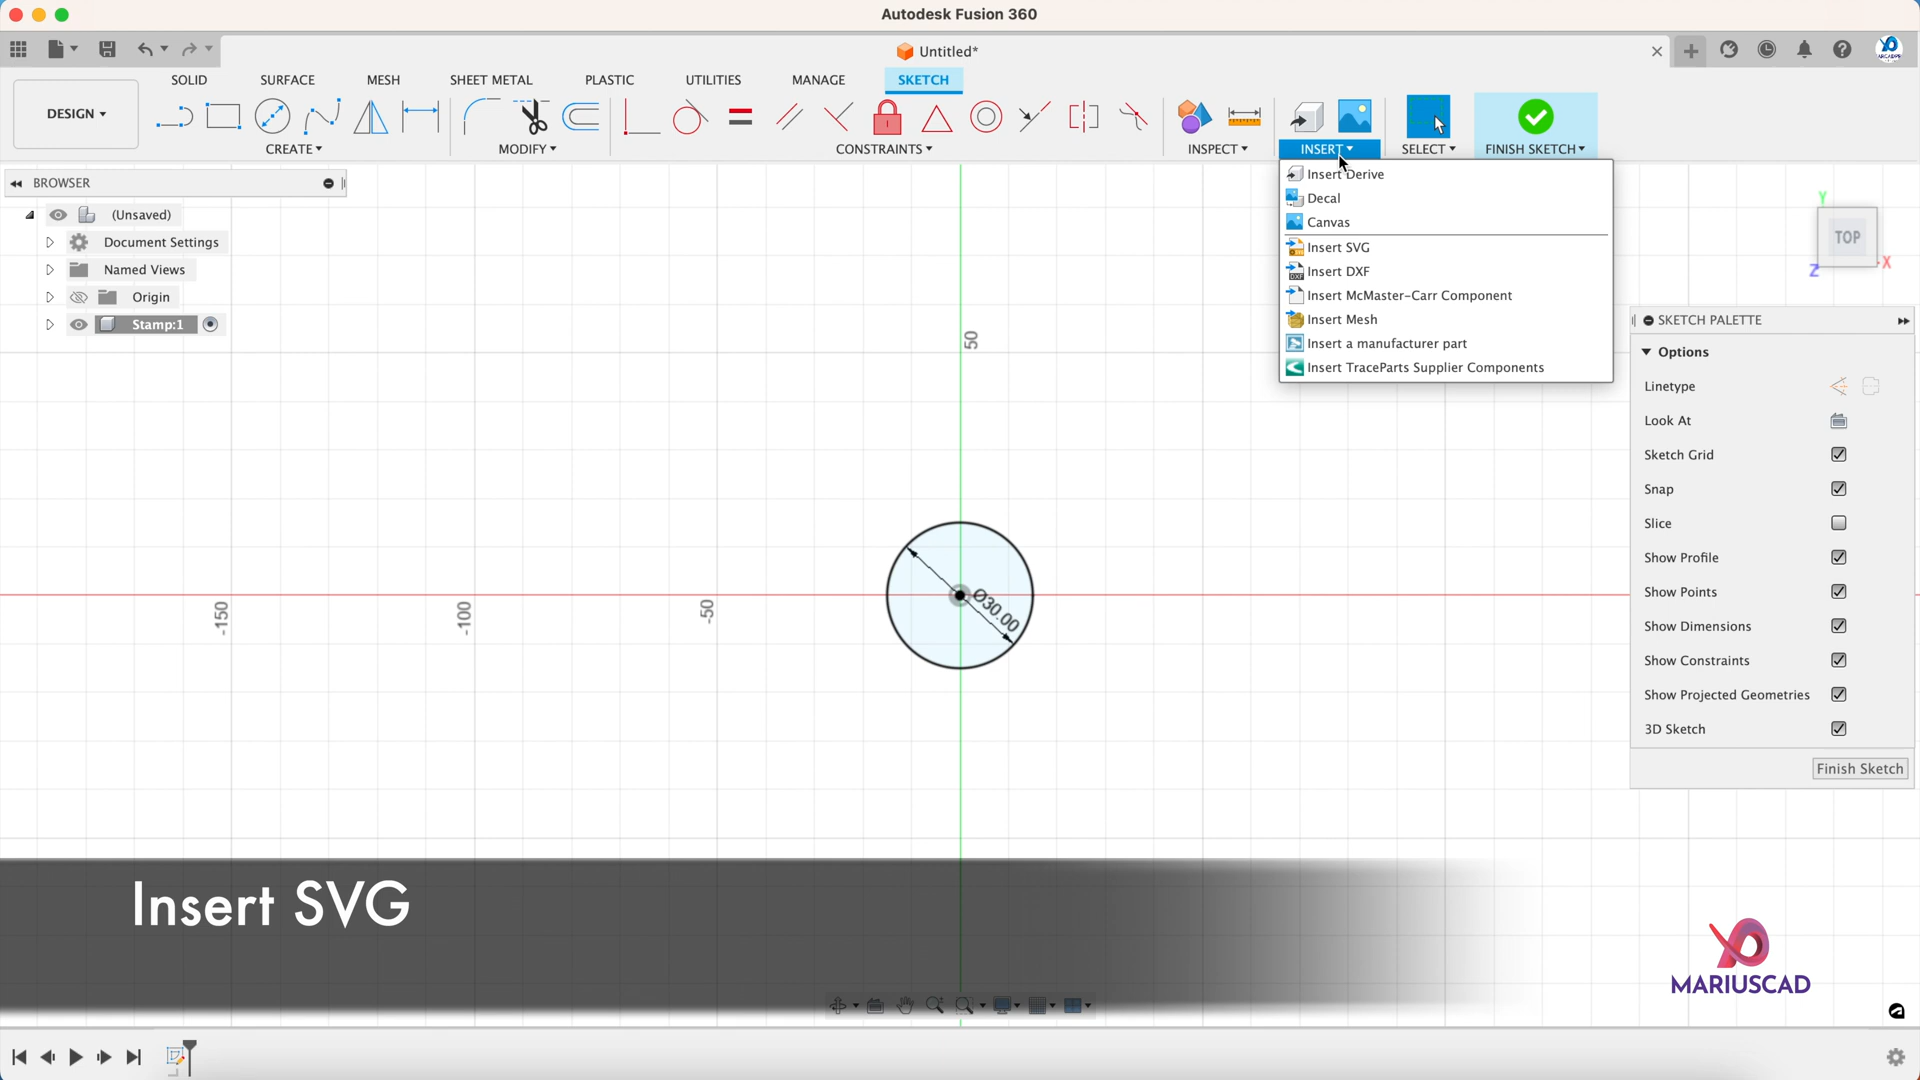 Autodesk Fusion 360
Untitled*
SOLID SURFACE MESH SHEET METAL PLASTIC UTILITIES MANAGE SKETCH
DESIGN
CREATE MODIFY CONSTRAINTS INSPECT INSERT SELECT FINISH SKETCH
BROWSER
(Unsaved)
Document Settings
Named Views
Origin
Stamp:1
Insert Derive
Decal
Canvas
Insert SVG
Insert DXF
Insert McMaster-Carr Component
Insert Mesh
Insert a manufacturer part
Insert TraceParts Supplier Components
Y
TOP
Z
X
50
-150
-100
-50
Ø30.00
SKETCH PALETTE
Options
Linetype
Look At
Sketch Grid
Snap
Slice
Show Profile
Show Points
Show Dimensions
Show Constraints
Show Projected Geometries
3D Sketch
Finish Sketch
Insert SVG
MARIUSCAD